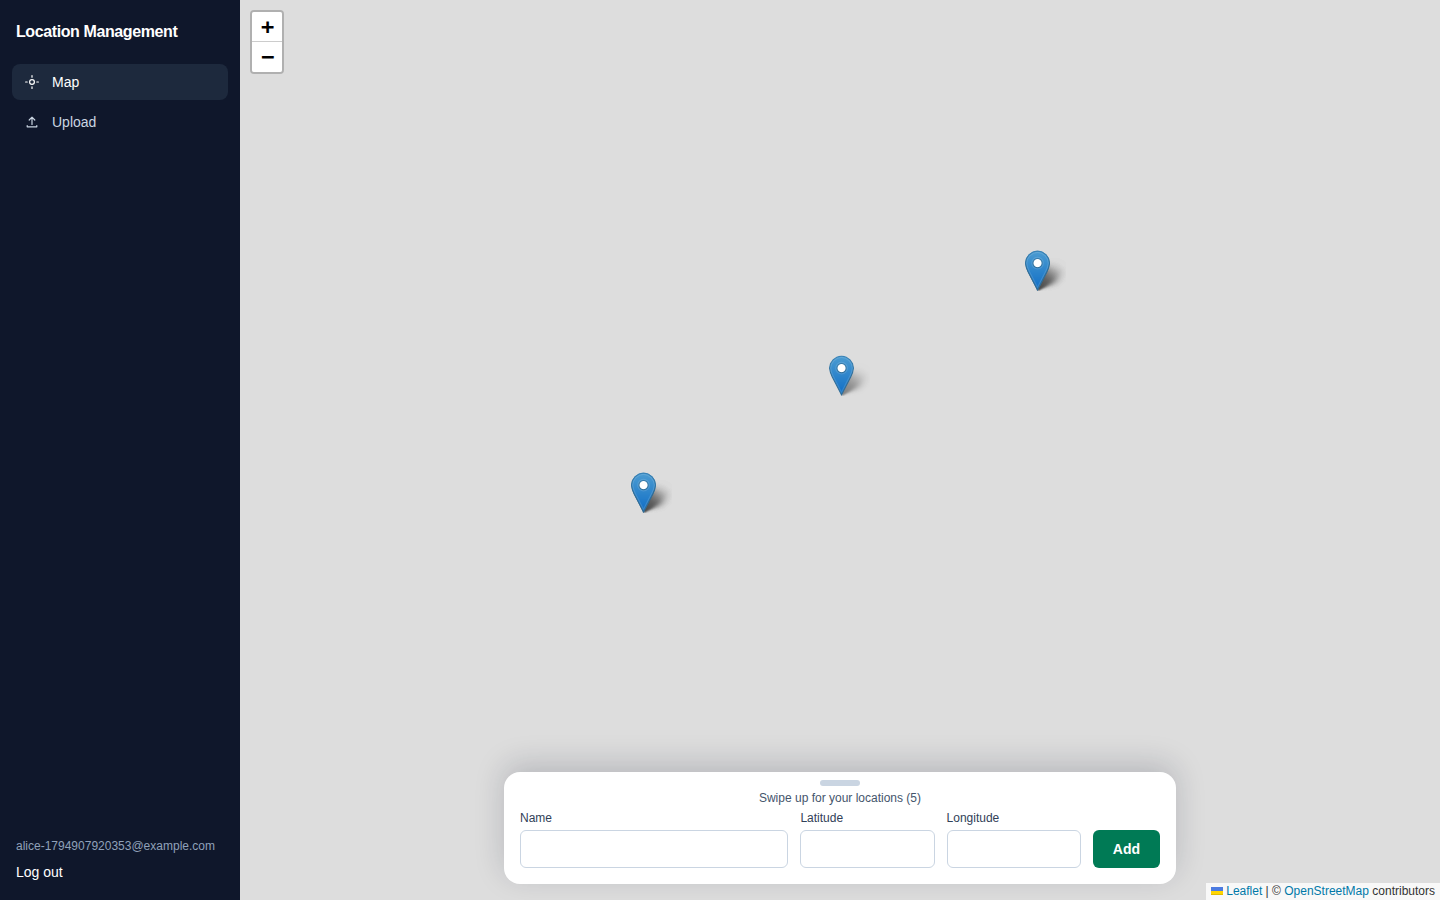 Location Management
Map
Upload
alice-1794907920353@example.com
Log out
+
−
Swipe up for your locations (5)
Name
Latitude
Longitude
Add
Leaflet | © OpenStreetMap contributors